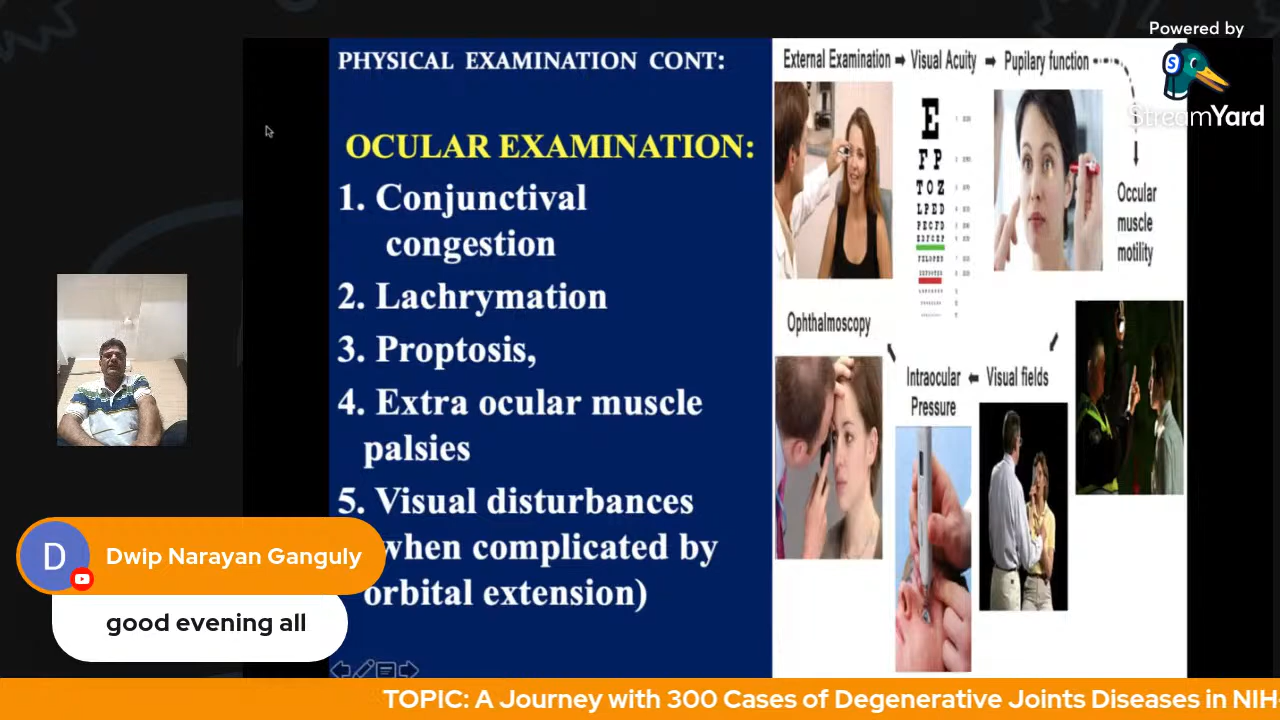 Powered by
StreamYard
PHYSICAL EXAMINATION CONT:
OCULAR EXAMINATION:
1. Conjunctival
congestion
2. Lachrymation
3. Proptosis,
4. Extra ocular muscle
palsies
5. Visual disturbances
when complicated by
orbital extension)
External Examination → Visual Acuity → Pupilary function
E
F P
T O Z
L P E D
P E C F D
E D F C Z P
Occular
muscle
motility
Ophthalmoscopy
Intraocular
Pressure
Visual fields
D
Dwip Narayan Ganguly
good evening all
TOPIC: A Journey with 300 Cases of Degenerative Joints Diseases in NIH